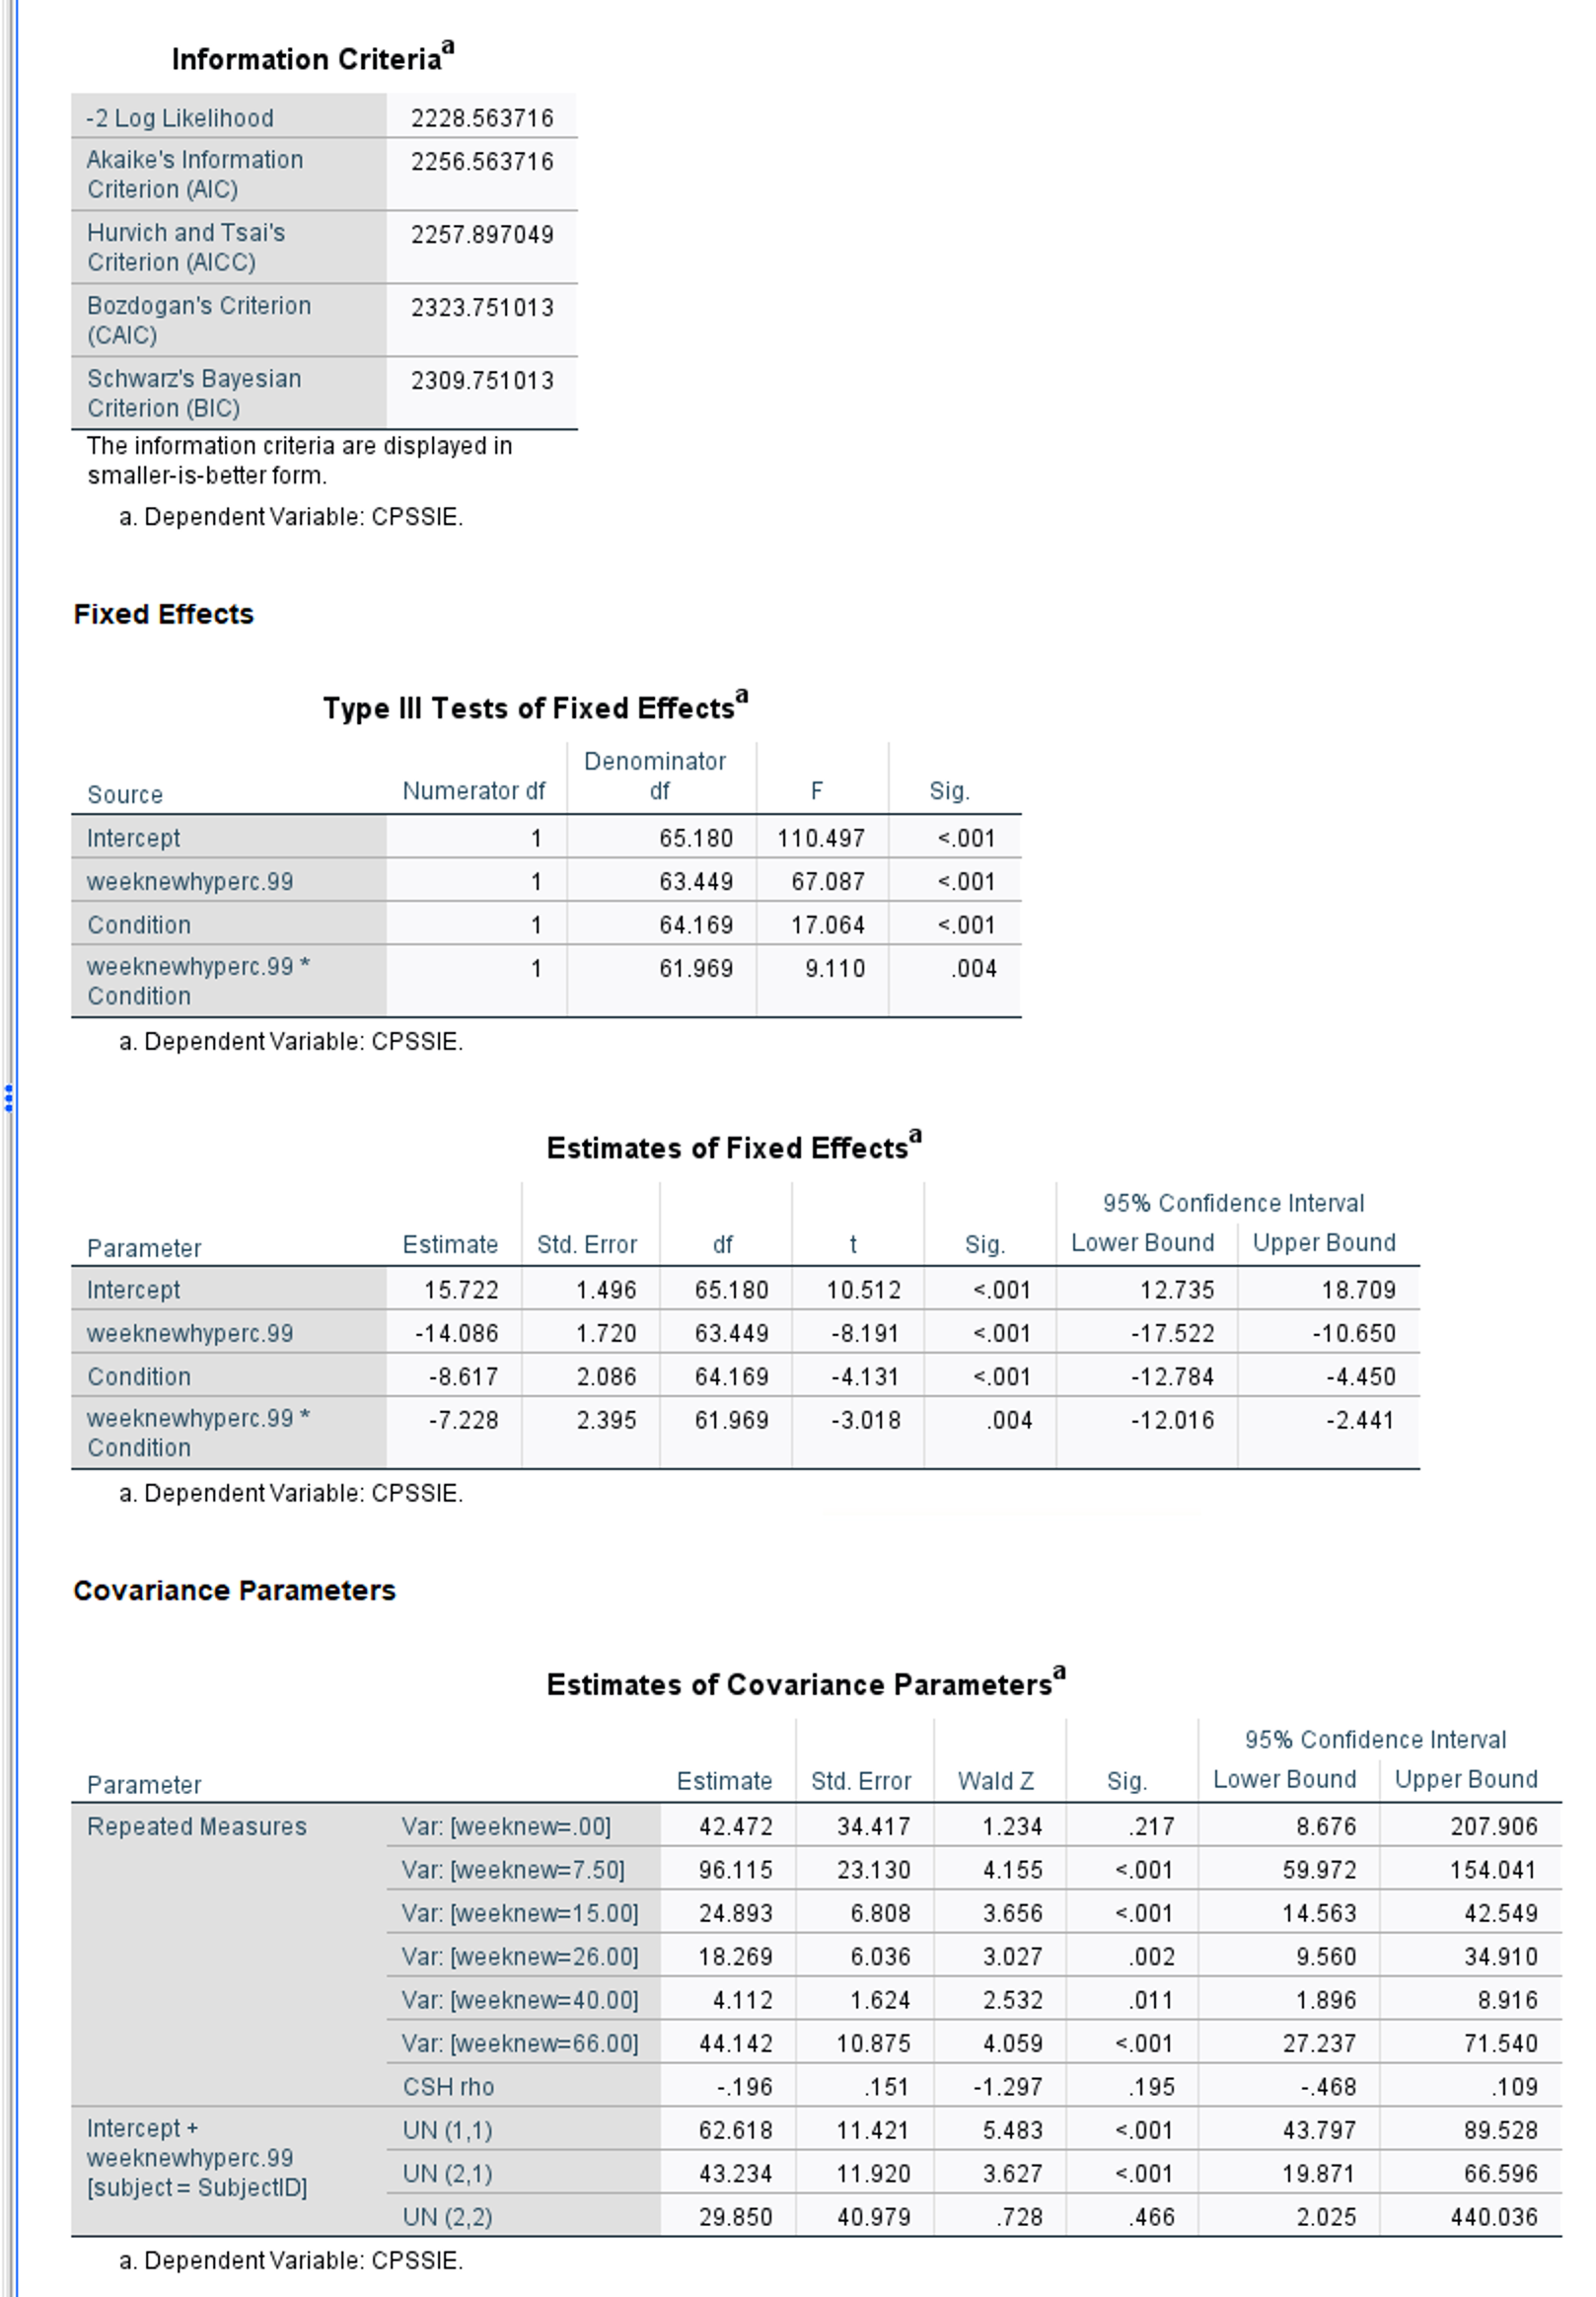 Information Criteriaa
-2 Log Likelihood 2228.563716
Akaike's Information 2256.563716
Criterion (AIC)
Hurvich and Tsai's 2257.897049
Criterion (AICC)
Bozdogan's Criterion 2323.751013
(CAIC)
Schwarz's Bayesian 2309.751013
Criterion (BIC)
The information criteria are displayed in
smaller-is-better form.
a. Dependent Variable: CPSSIE.
Fixed Effects
Type III Tests of Fixed Effectsa
Denominator
Source Numerator df df F Sig.
Intercept 1 65.180 110.497 <.001
weeknewhyperc.99 1 63.449 67.087 <.001
Condition 1 64.169 17.064 <.001
weeknewhyperc.99 * 1 61.969 9.110 .004
Condition
a. Dependent Variable: CPSSIE.
Estimates of Fixed Effectsa
95% Confidence Interval
Parameter Estimate Std. Error df t Sig. Lower Bound Upper Bound
Intercept 15.722 1.496 65.180 10.512 <.001 12.735 18.709
weeknewhyperc.99 -14.086 1.720 63.449 -8.191 <.001 -17.522 -10.650
Condition -8.617 2.086 64.169 -4.131 <.001 -12.784 -4.450
weeknewhyperc.99 * -7.228 2.395 61.969 -3.018 .004 -12.016 -2.441
Condition
a. Dependent Variable: CPSSIE.
Covariance Parameters
Estimates of Covariance Parametersa
95% Confidence Interval
Parameter Estimate Std. Error Wald Z Sig. Lower Bound Upper Bound
Repeated Measures Var: [weeknew=.00] 42.472 34.417 1.234 .217 8.676 207.906
Var: [weeknew=7.50] 96.115 23.130 4.155 <.001 59.972 154.041
Var: [weeknew=15.00] 24.893 6.808 3.656 <.001 14.563 42.549
Var: [weeknew=26.00] 18.269 6.036 3.027 .002 9.560 34.910
Var: [weeknew=40.00] 4.112 1.624 2.532 .011 1.896 8.916
Var: [weeknew=66.00] 44.142 10.875 4.059 <.001 27.237 71.540
CSH rho -.196 .151 -1.297 .195 -.468 .109
Intercept + UN (1,1) 62.618 11.421 5.483 <.001 43.797 89.528
weeknewhyperc.99
[subject = SubjectID] UN (2,1) 43.234 11.920 3.627 <.001 19.871 66.596
UN (2,2) 29.850 40.979 .728 .466 2.025 440.036
a. Dependent Variable: CPSSIE.